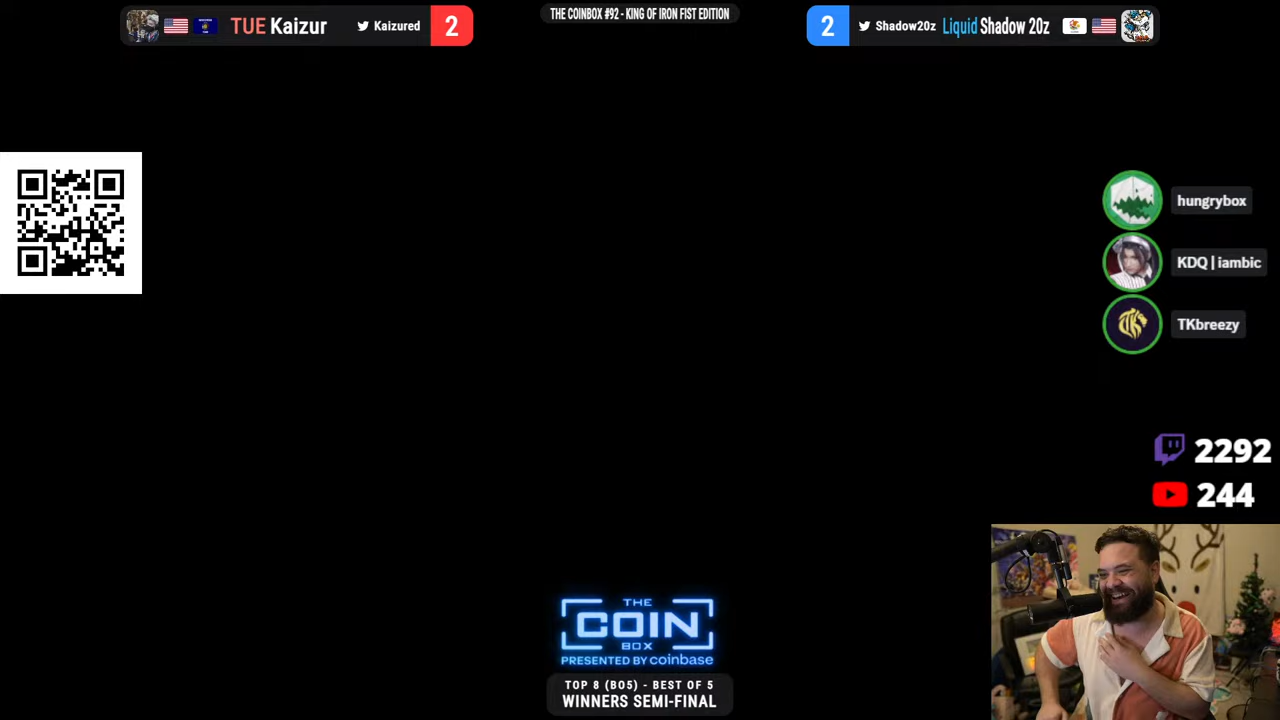 TUE Kaizur
Kaizured
2
THE COINBOX #92 - KING OF IRON FIST EDITION
2
Shadow20z
Liquid Shadow 20z
hungrybox
KDQ | iambic
TKbreezy
2292
244
THE
COIN
BOX
PRESENTED BY coinbase
TOP 8 (BO5) - BEST OF 5
WINNERS SEMI-FINAL